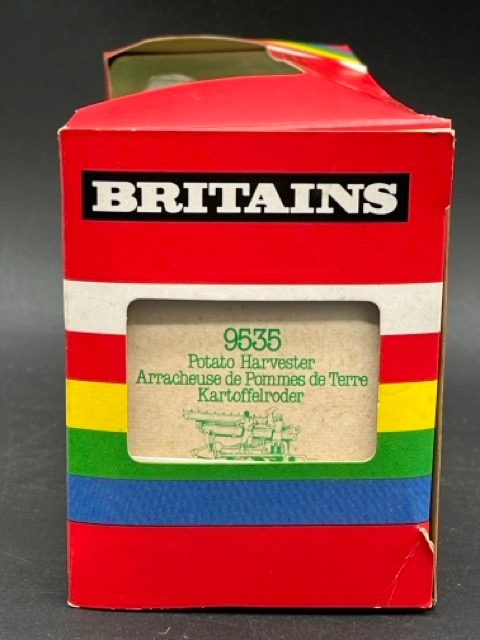 BRITAINS
9535
Potato Harvester
Arracheuse de Pommes de Terre
Kartoffelroder